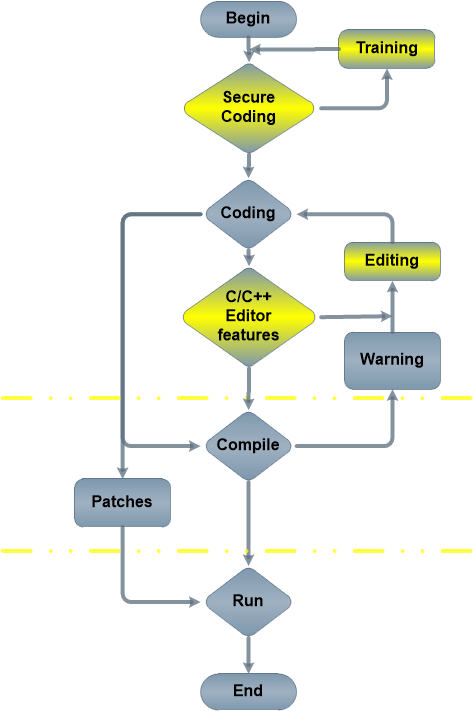 Begin
Training
Secure
Coding
Coding
Editing
C/C++
Editor
features
Warning
Compile
Patches
Run
End